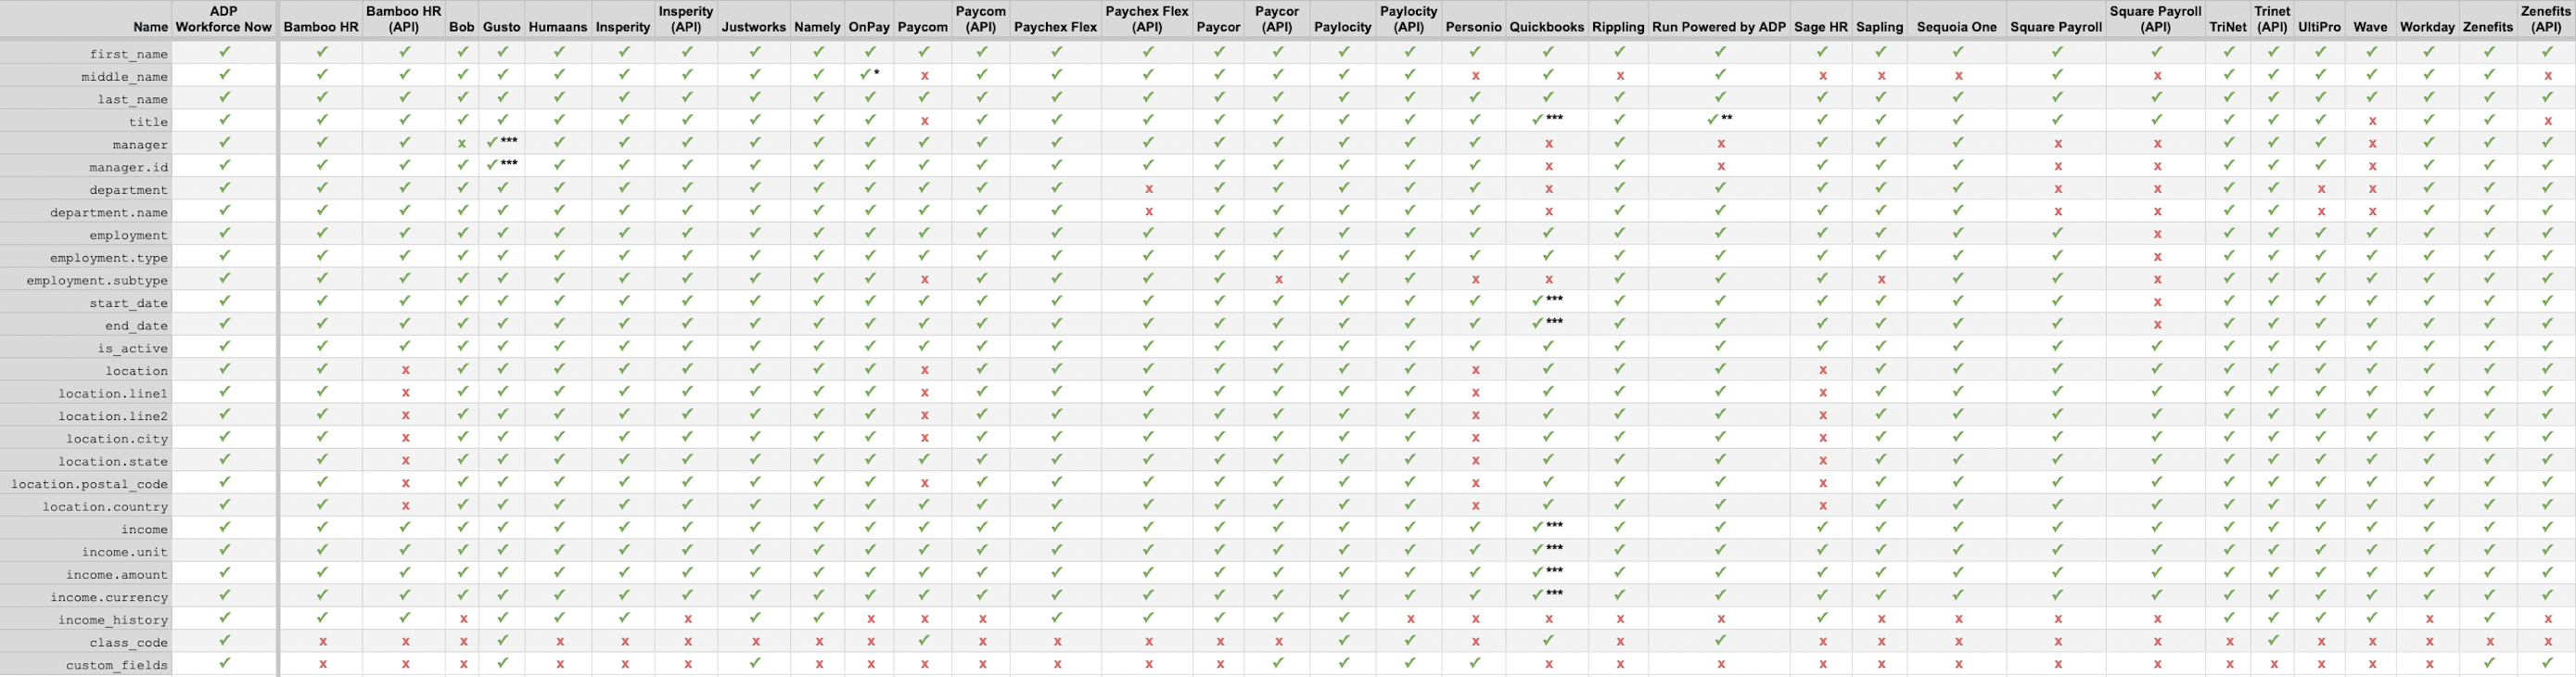 Name ADP Workforce Now Bamboo HR Bamboo HR (API) Bob Gusto Humaans Insperity Insperity (API) Justworks Namely OnPay Paycom Paycom (API) Paychex Flex Paychex Flex (API) Paycor Paycor (API) Paylocity Paylocity (API) Personio Quickbooks Rippling Run Powered by ADP Sage HR Sapling Sequoia One Square Payroll Square Payroll (API) TriNet Trinet (API) UltiPro Wave Workday Zenefits Zenefits (API)
first_name ✓ ✓ ✓ ✓ ✓ ✓ ✓ ✓ ✓ ✓ ✓ ✓ ✓ ✓ ✓ ✓ ✓ ✓ ✓ ✓ ✓ ✓ ✓ ✓ ✓ ✓ ✓ ✓ ✓ ✓ ✓ ✓ ✓ ✓ ✓
middle_name ✓ ✓ ✓ ✓ ✓ ✓ ✓ ✓ ✓ ✓ ✓* x ✓ ✓ ✓ ✓ ✓ ✓ ✓ x ✓ x ✓ x x x ✓ x ✓ ✓ ✓ ✓ ✓ ✓ x
last_name ✓ ✓ ✓ ✓ ✓ ✓ ✓ ✓ ✓ ✓ ✓ ✓ ✓ ✓ ✓ ✓ ✓ ✓ ✓ ✓ ✓ ✓ ✓ ✓ ✓ ✓ ✓ ✓ ✓ ✓ ✓ ✓ ✓ ✓ ✓
title ✓ ✓ ✓ ✓ ✓ ✓ ✓ ✓ ✓ ✓ ✓ x ✓ ✓ ✓ ✓ ✓ ✓ ✓ ✓ ✓*** ✓ ✓** ✓ ✓ ✓ ✓ ✓ ✓ ✓ ✓ x ✓ ✓ x
manager ✓ ✓ ✓ x ✓*** ✓ ✓ ✓ ✓ ✓ ✓ ✓ ✓ ✓ ✓ ✓ ✓ ✓ ✓ ✓ x ✓ x ✓ ✓ ✓ x x ✓ ✓ ✓ x ✓ ✓ ✓
manager.id ✓ ✓ ✓ ✓ ✓*** ✓ ✓ ✓ ✓ ✓ ✓ ✓ ✓ ✓ ✓ ✓ ✓ ✓ ✓ ✓ x ✓ x ✓ ✓ ✓ x x ✓ ✓ ✓ x ✓ ✓ ✓
department ✓ ✓ ✓ ✓ ✓ ✓ ✓ ✓ ✓ ✓ ✓ ✓ ✓ ✓ x ✓ ✓ ✓ ✓ ✓ x ✓ ✓ ✓ ✓ ✓ x x ✓ ✓ x x ✓ ✓ ✓
department.name ✓ ✓ ✓ ✓ ✓ ✓ ✓ ✓ ✓ ✓ ✓ ✓ ✓ ✓ x ✓ ✓ ✓ ✓ ✓ x ✓ ✓ ✓ ✓ ✓ x x ✓ ✓ x x ✓ ✓ ✓
employment ✓ ✓ ✓ ✓ ✓ ✓ ✓ ✓ ✓ ✓ ✓ ✓ ✓ ✓ ✓ ✓ ✓ ✓ ✓ ✓ ✓ ✓ ✓ ✓ ✓ ✓ ✓ x ✓ ✓ ✓ ✓ ✓ ✓ ✓
employment.type ✓ ✓ ✓ ✓ ✓ ✓ ✓ ✓ ✓ ✓ ✓ ✓ ✓ ✓ ✓ ✓ ✓ ✓ ✓ ✓ ✓ ✓ ✓ ✓ ✓ ✓ ✓ x ✓ ✓ ✓ ✓ ✓ ✓ ✓
employment.subtype ✓ ✓ ✓ ✓ ✓ ✓ ✓ ✓ ✓ ✓ ✓ x ✓ ✓ ✓ ✓ x ✓ ✓ x x ✓ ✓ ✓ x ✓ ✓ x ✓ ✓ ✓ ✓ ✓ ✓ ✓
start_date ✓ ✓ ✓ ✓ ✓ ✓ ✓ ✓ ✓ ✓ ✓ ✓ ✓ ✓ ✓ ✓ ✓ ✓ ✓ ✓ ✓*** ✓ ✓ ✓ ✓ ✓ ✓ x ✓ ✓ ✓ ✓ ✓ ✓ ✓
end_date ✓ ✓ ✓ ✓ ✓ ✓ ✓ ✓ ✓ ✓ ✓ ✓ ✓ ✓ ✓ ✓ ✓ ✓ ✓ ✓ ✓*** ✓ ✓ ✓ ✓ ✓ ✓ x ✓ ✓ ✓ ✓ ✓ ✓ ✓
is_active ✓ ✓ ✓ ✓ ✓ ✓ ✓ ✓ ✓ ✓ ✓ ✓ ✓ ✓ ✓ ✓ ✓ ✓ ✓ ✓ ✓ ✓ ✓ ✓ ✓ ✓ ✓ ✓ ✓ ✓ ✓ ✓ ✓ ✓ ✓
location ✓ ✓ x ✓ ✓ ✓ ✓ ✓ ✓ ✓ ✓ x ✓ ✓ ✓ ✓ ✓ ✓ ✓ x ✓ ✓ ✓ x ✓ ✓ ✓ ✓ ✓ ✓ ✓ ✓ ✓ ✓ ✓
location.line1 ✓ ✓ x ✓ ✓ ✓ ✓ ✓ ✓ ✓ ✓ x ✓ ✓ ✓ ✓ ✓ ✓ ✓ x ✓ ✓ ✓ x ✓ ✓ ✓ ✓ ✓ ✓ ✓ ✓ ✓ ✓ ✓
location.line2 ✓ ✓ x ✓ ✓ ✓ ✓ ✓ ✓ ✓ ✓ x ✓ ✓ ✓ ✓ ✓ ✓ ✓ x ✓ ✓ ✓ x ✓ ✓ ✓ ✓ ✓ ✓ ✓ ✓ ✓ ✓ ✓
location.city ✓ ✓ x ✓ ✓ ✓ ✓ ✓ ✓ ✓ ✓ x ✓ ✓ ✓ ✓ ✓ ✓ ✓ x ✓ ✓ ✓ x ✓ ✓ ✓ ✓ ✓ ✓ ✓ ✓ ✓ ✓ ✓
location.state ✓ ✓ x ✓ ✓ ✓ ✓ ✓ ✓ ✓ ✓ ✓ ✓ ✓ ✓ ✓ ✓ ✓ ✓ x ✓ ✓ ✓ x ✓ ✓ ✓ ✓ ✓ ✓ ✓ ✓ ✓ ✓ ✓
location.postal_code ✓ ✓ x ✓ ✓ ✓ ✓ ✓ ✓ ✓ ✓ x ✓ ✓ ✓ ✓ ✓ ✓ ✓ x ✓ ✓ ✓ x ✓ ✓ ✓ ✓ ✓ ✓ ✓ ✓ ✓ ✓ ✓
location.country ✓ ✓ x ✓ ✓ ✓ ✓ ✓ ✓ ✓ ✓ ✓ ✓ ✓ ✓ ✓ ✓ ✓ ✓ x ✓ ✓ ✓ x ✓ ✓ ✓ ✓ ✓ ✓ ✓ ✓ ✓ ✓ ✓
income ✓ ✓ ✓ ✓ ✓ ✓ ✓ ✓ ✓ ✓ ✓ ✓ ✓ ✓ ✓ ✓ ✓ ✓ ✓ ✓ ✓*** ✓ ✓ ✓ ✓ ✓ ✓ ✓ ✓ ✓ ✓ ✓ ✓ ✓ ✓
income.unit ✓ ✓ ✓ ✓ ✓ ✓ ✓ ✓ ✓ ✓ ✓ ✓ ✓ ✓ ✓ ✓ ✓ ✓ ✓ ✓ ✓*** ✓ ✓ ✓ ✓ ✓ ✓ ✓ ✓ ✓ ✓ ✓ ✓ ✓ ✓
income.amount ✓ ✓ ✓ ✓ ✓ ✓ ✓ ✓ ✓ ✓ ✓ ✓ ✓ ✓ ✓ ✓ ✓ ✓ ✓ ✓ ✓*** ✓ ✓ ✓ ✓ ✓ ✓ ✓ ✓ ✓ ✓ ✓ ✓ ✓ ✓
income.currency ✓ ✓ ✓ ✓ ✓ ✓ ✓ ✓ ✓ ✓ ✓ ✓ ✓ ✓ ✓ ✓ ✓ ✓ ✓ ✓ ✓*** ✓ ✓ ✓ ✓ ✓ ✓ ✓ ✓ ✓ ✓ ✓ ✓ ✓ ✓
income_history ✓ ✓ ✓ x ✓ ✓ ✓ x ✓ ✓ x x x ✓ ✓ ✓ ✓ ✓ x x x x x ✓ x x x x ✓ ✓ ✓ ✓ x ✓ x
class_code ✓ x x x ✓ x x x x x x ✓ x x x x x ✓ ✓ x ✓ x ✓ x x x x x x ✓ x x x x x
custom_fields ✓ x x x ✓ x x x ✓ x x x x x x x ✓ ✓ ✓ ✓ x x x x x x x x x x x x x ✓ ✓